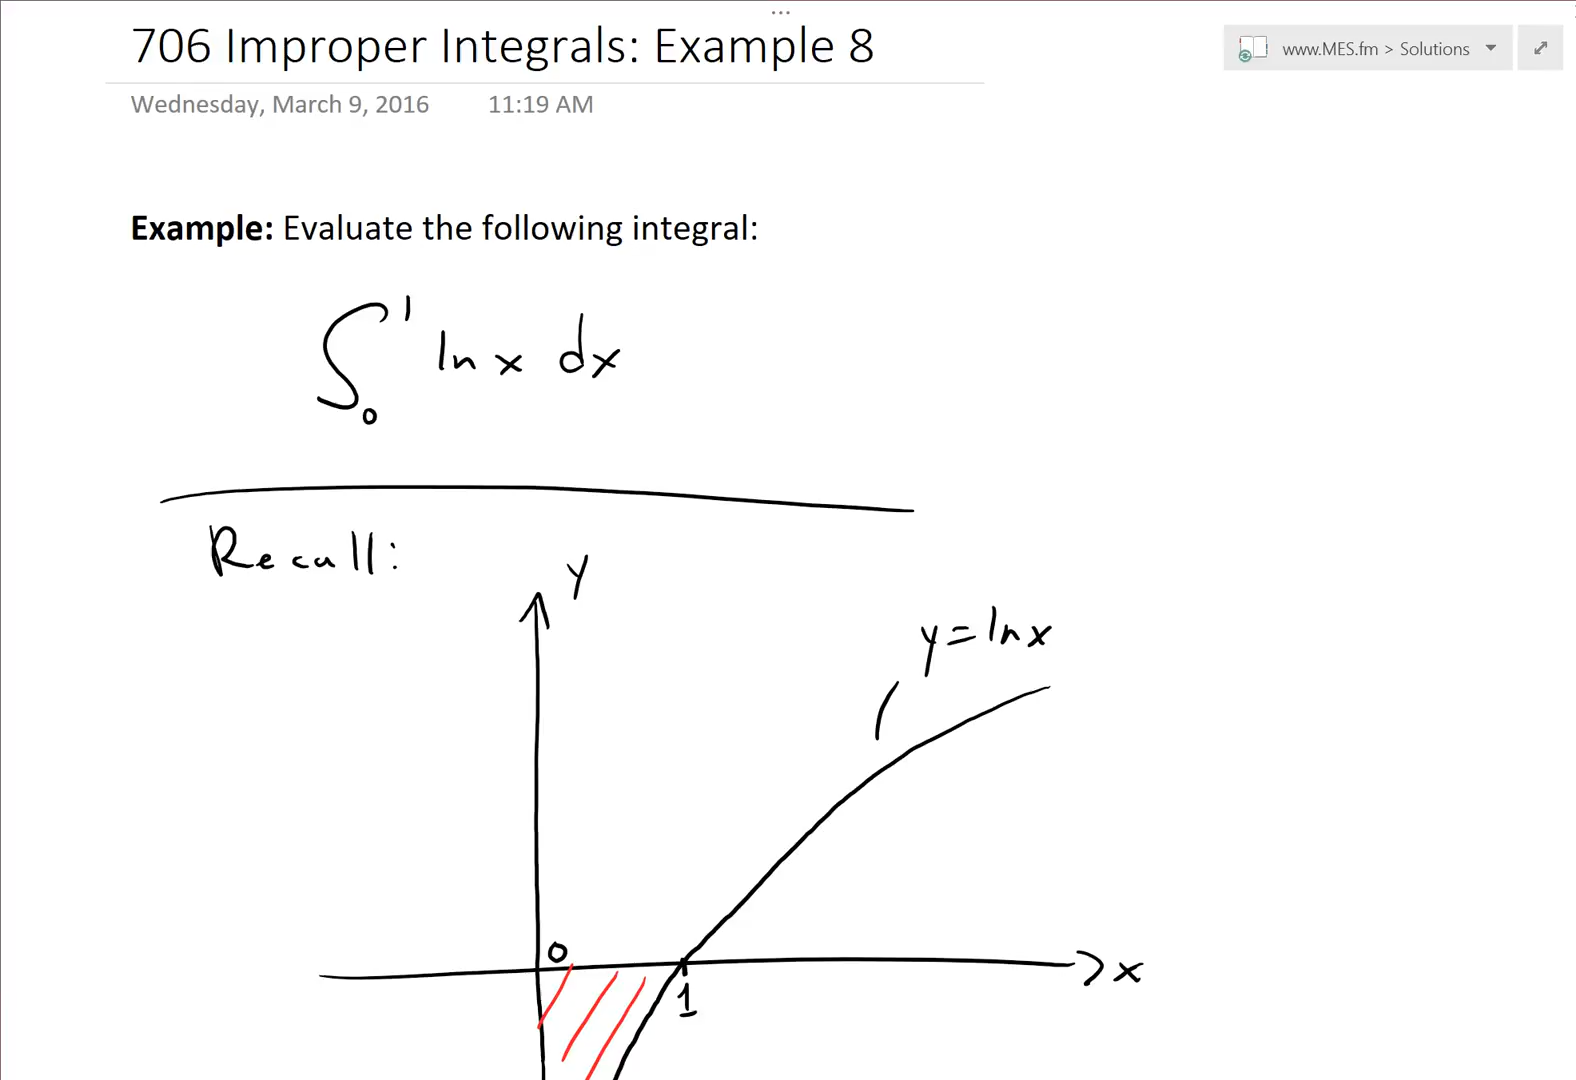 706 Improper Integrals: Example 8
www.MES.fm > Solutions
Wednesday, March 9, 2016 11:19 AM
Example: Evaluate the following integral:
∫₀¹ ln x dx
Recall:
y
y = ln x
0
x
1